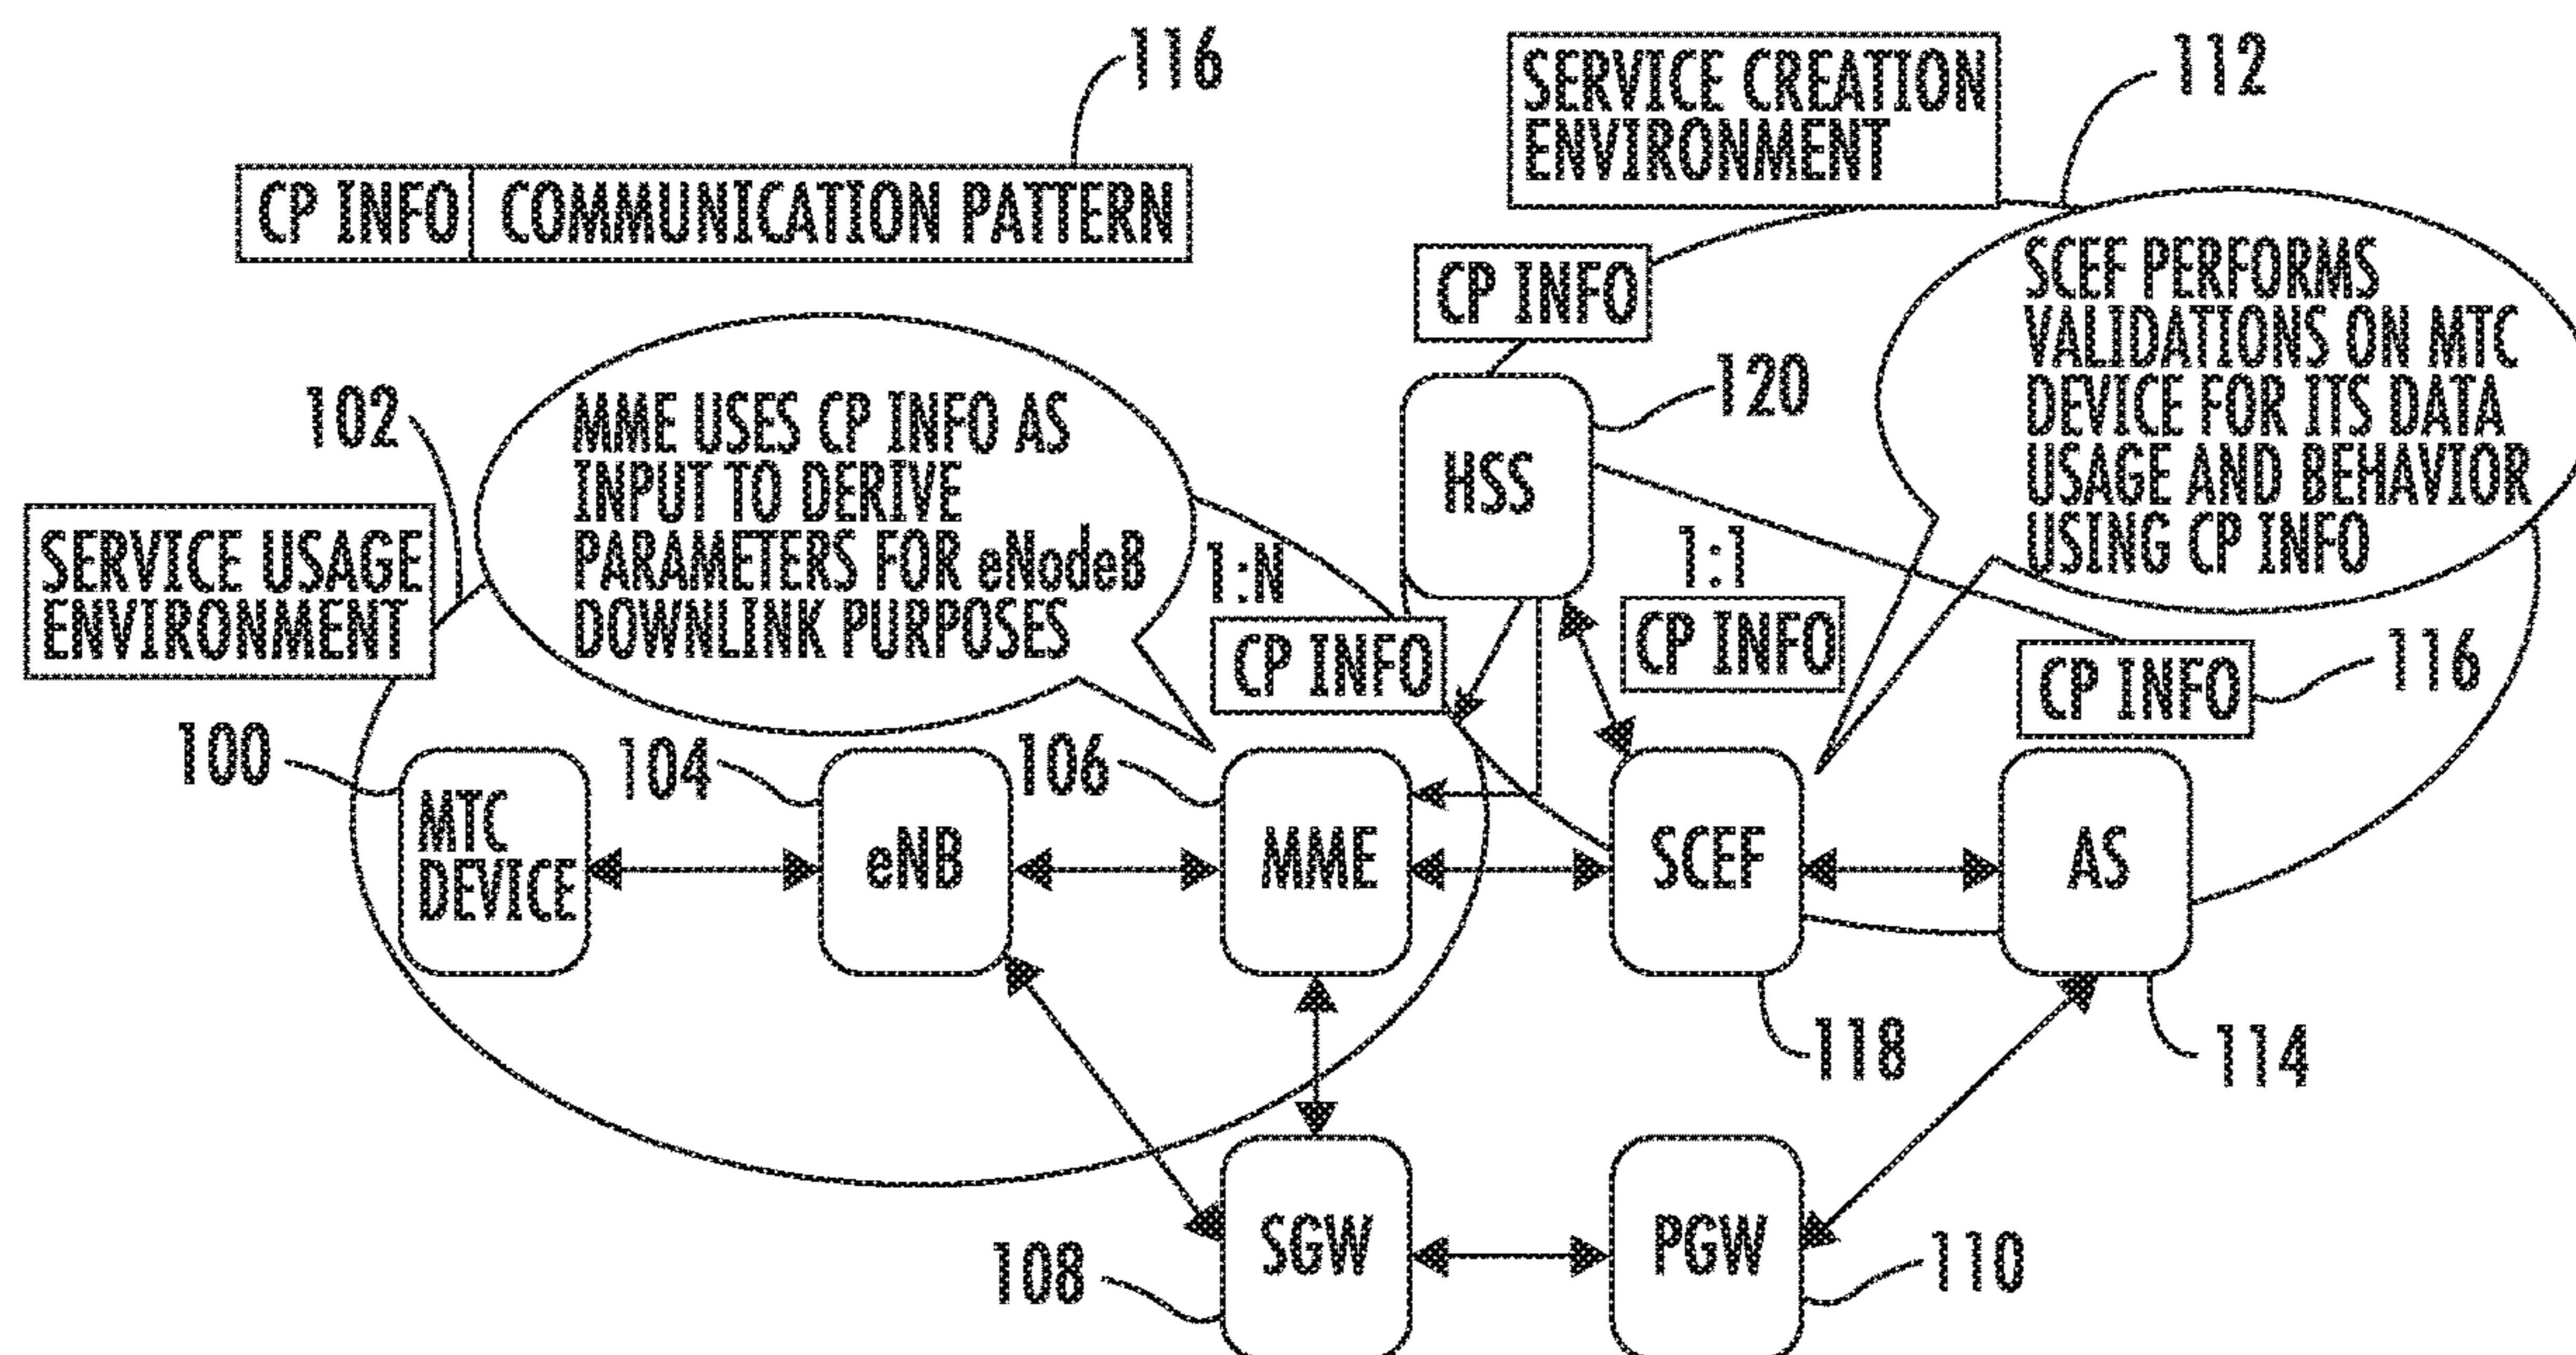 116
SERVICE CREATION
ENVIRONMENT
112
CP INFO COMMUNICATION PATTERN
CP INFO
SCEF PERFORMS
VALIDATIONS ON MTC
DEVICE FOR ITS DATA
USAGE AND BEHAVIOR
USING CP INFO
102
MME USES CP INFO AS
INPUT TO DERIVE
PARAMETERS FOR eNodeB
DOWNLINK PURPOSES
120
HSS
SERVICE USAGE
ENVIRONMENT
1:N
CP INFO
1:1
CP INFO
CP INFO
116
100
MTC
DEVICE
104
eNB
106
MME
SCEF
AS
118
114
108
SGW
PGW
110